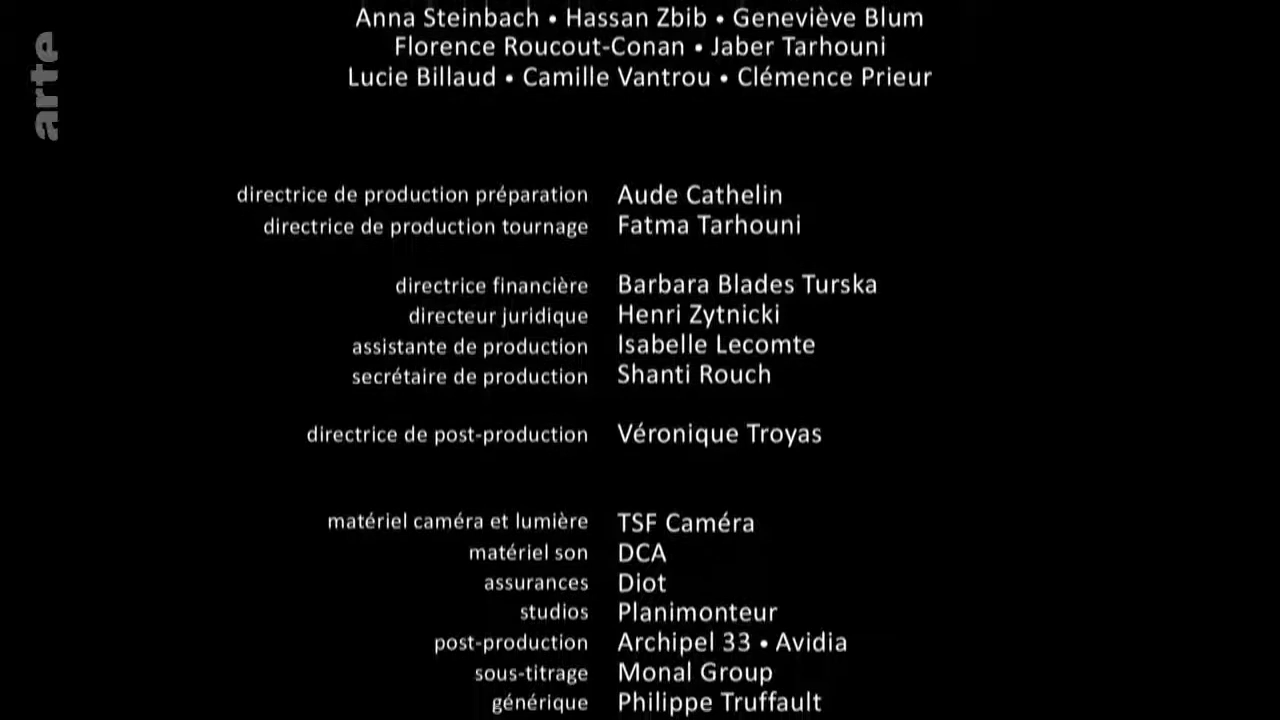 arte
Anna Steinbach • Hassan Zbib • Geneviève Blum
Florence Roucout-Conan • Jaber Tarhouni
Lucie Billaud • Camille Vantrou • Clémence Prieur
directrice de production préparation Aude Cathelin
directrice de production tournage Fatma Tarhouni
directrice financière Barbara Blades Turska
directeur juridique Henri Zytnicki
assistante de production Isabelle Lecomte
secrétaire de production Shanti Rouch
directrice de post-production Véronique Troyas
matériel caméra et lumière TSF Caméra
matériel son DCA
assurances Diot
studios Planimonteur
post-production Archipel 33 • Avidia
sous-titrage Monal Group
générique Philippe Truffault